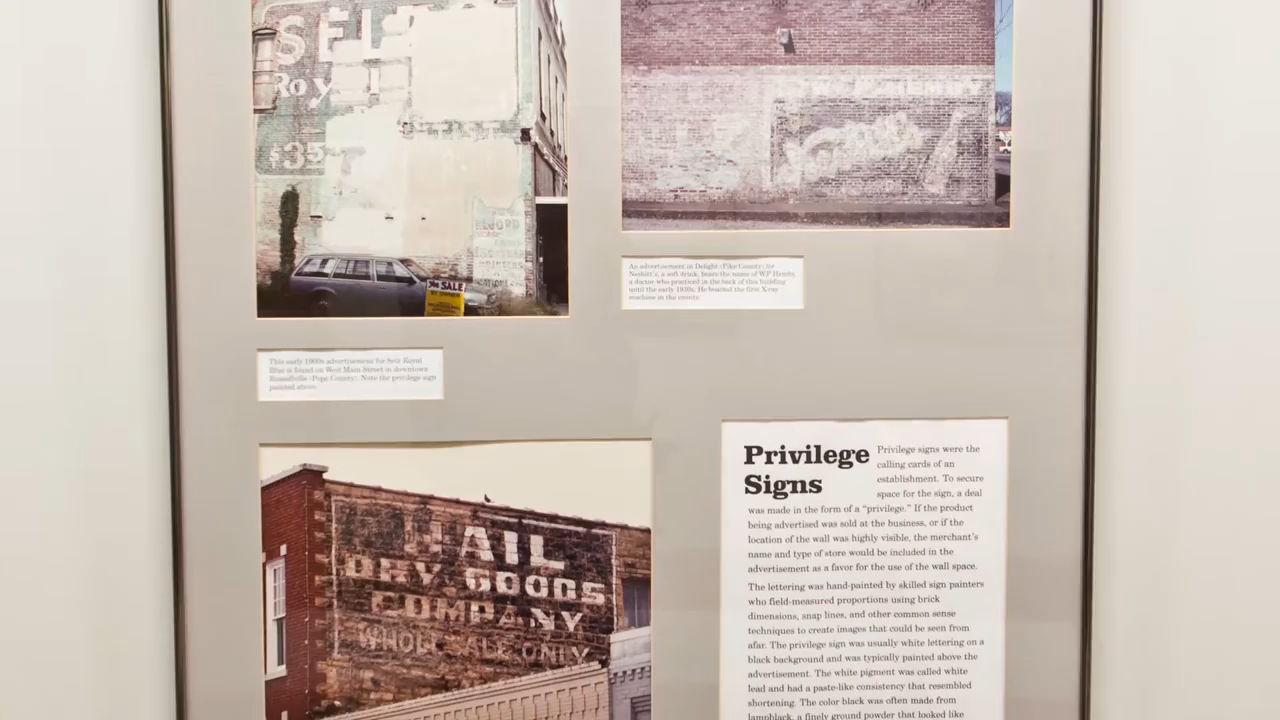 SELZ
Royal
$35
FOR SALE
BY OWNER
This early 1900s advertisement for Selz Royal
Blue is found on West Main Street in downtown
Russellville (Pope County). Note the privilege sign
painted above.
An advertisement in Delight (Pike County) for
Nesbitt's, a soft drink, bears the name of W.P. Hemby,
a doctor who practiced in the back of this building
until the early 1930s. He boasted the first X-ray
machine in the county.
AIL
DRY GOODS
COMPANY
WHOLESALE ONLY
Privilege
Signs
Privilege signs were the
calling cards of an
establishment. To secure
space for the sign, a deal
was made in the form of a “privilege.” If the product
being advertised was sold at the business, or if the
location of the wall was highly visible, the merchant's
name and type of store would be included in the
advertisement as a favor for the use of the wall space.
The lettering was hand-painted by skilled sign painters
who field-measured proportions using brick
dimensions, snap lines, and other common sense
techniques to create images that could be seen from
afar. The privilege sign was usually white lettering on a
black background and was typically painted above the
advertisement. The white pigment was called white
lead and had a paste-like consistency that resembled
shortening. The color black was often made from
lampblack, a finely ground powder that looked like